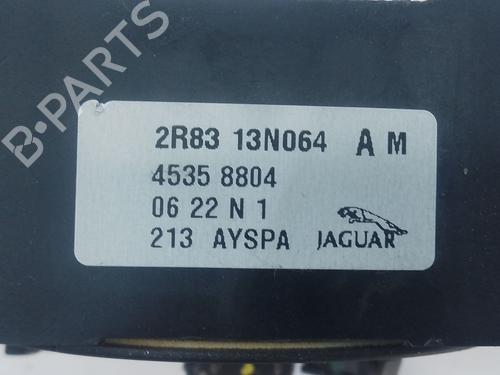 B-PARTS
2R83 13N064 A M
4535 8804
06 22 N 1
213 AYSPA JAGUAR